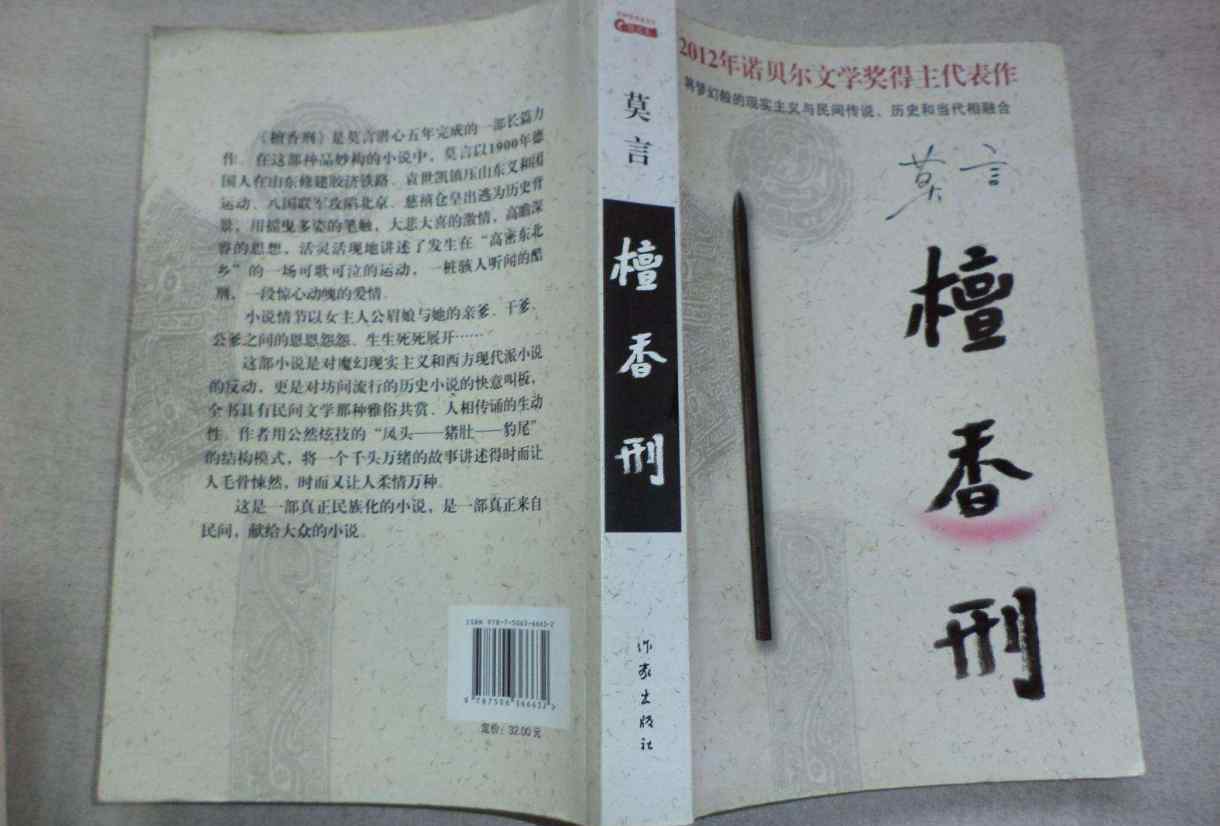 《檀香刑》是莫言潜心五年完成的一部长篇力
作。在这部神品妙构的小说中，莫言以1900年德
国人在山东修建胶济铁路、袁世凯镇压山东义和团
运动、八国联军攻陷北京、慈禧仓皇出逃为历史背
景，用摇曳多姿的笔触，大悲大喜的激情，高瞻深
睿的思想，活灵活现地讲述了发生在“高密东北
乡”的一场可歌可泣的运动，一桩骇人听闻的酷
刑，一段惊心动魄的爱情。
小说情节以女主人公眉娘与她的亲爹、干爹、
公爹之间的恩恩怨怨、生生死死展开……
这部小说是对魔幻现实主义和西方现代派小说
的反动，更是对坊间流行的历史小说的快意叫板，
全书具有民间文学那种雅俗共赏、人相传诵的生动
性。作者用公然炫技的“凤头——猪肚——豹尾”
的结构模式，将一个千头万绪的故事讲述得时而让
人毛骨悚然，时而又让人柔情万种。
这是一部真正民族化的小说，是一部真正来自
民间，献给大众的小说。
ISBN 978-7-5063-6663-2
9 787506 366632 >
定价：32.00元
莫言
檀香刑
作家出版社
2012年诺贝尔文学奖得主代表作
将梦幻般的现实主义与民间传说、历史和当代相融合
莫言
檀
香
刑